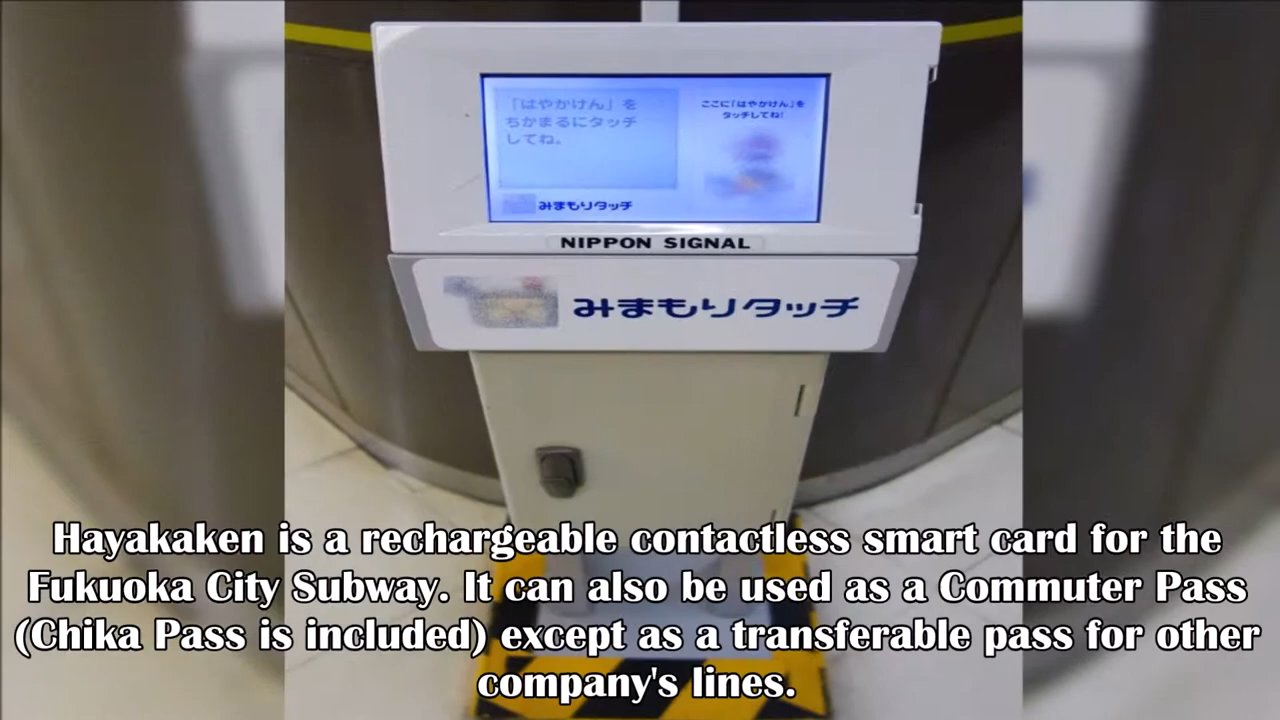 「はやかけん」を
ちかまるにタッチ
してね。
ここに「はやかけん」を
タッチしてね!
みまもりタッチ
NIPPON SIGNAL
みまもりタッチ
Hayakaken is a rechargeable contactless smart card for the
Fukuoka City Subway. It can also be used as a Commuter Pass
(Chika Pass is included) except as a transferable pass for other
company's lines.